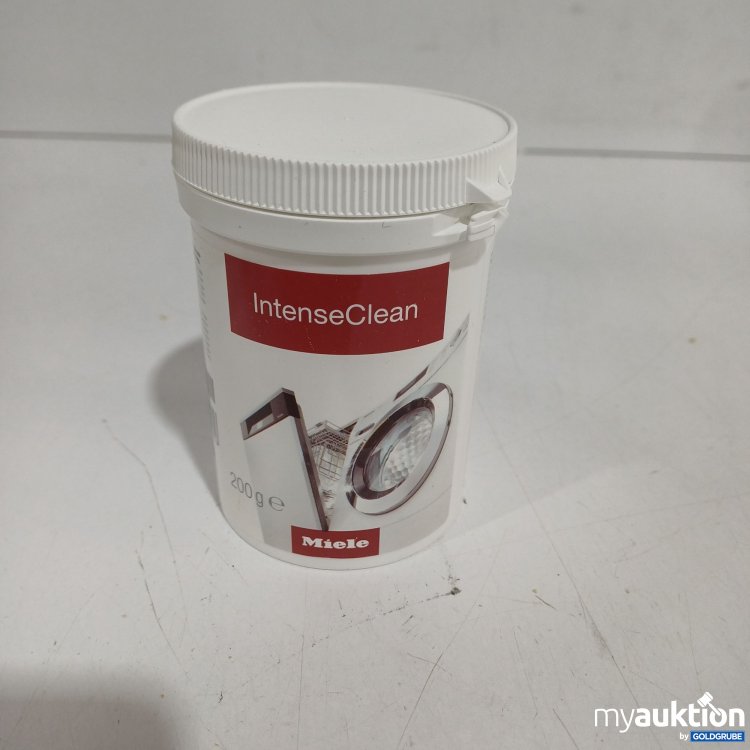 IntenseClean
200 g ℮
Miele
myauktion
by GOLDGRUBE